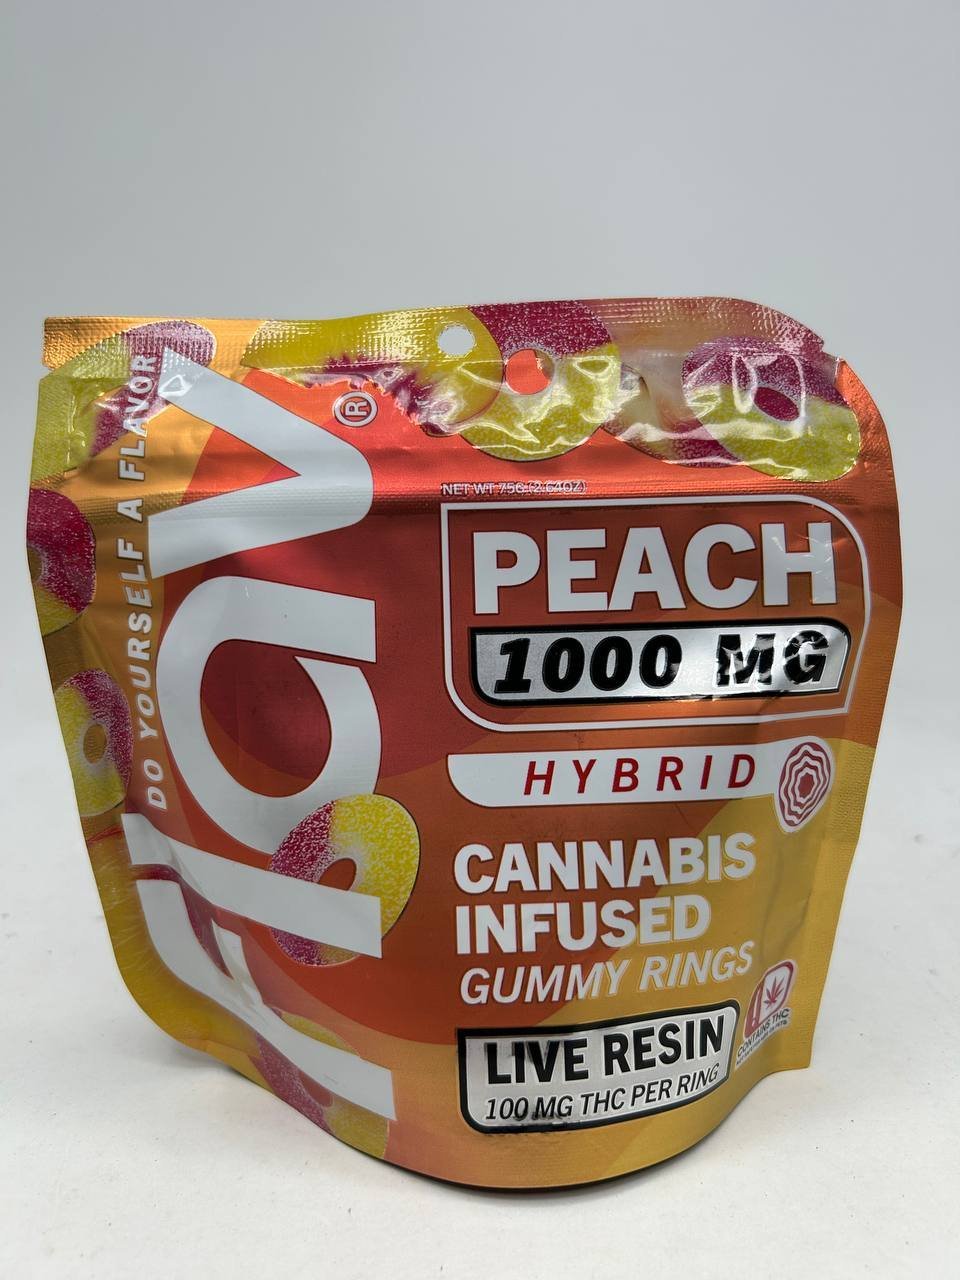 DO YOURSELF A FLAVOR
flav®
NET WT 75G (2.64OZ)
PEACH
1000 MG
HYBRID
CANNABIS
INFUSED
GUMMY RINGS
LIVE RESIN
100 MG THC PER RING
CONTAINS THC